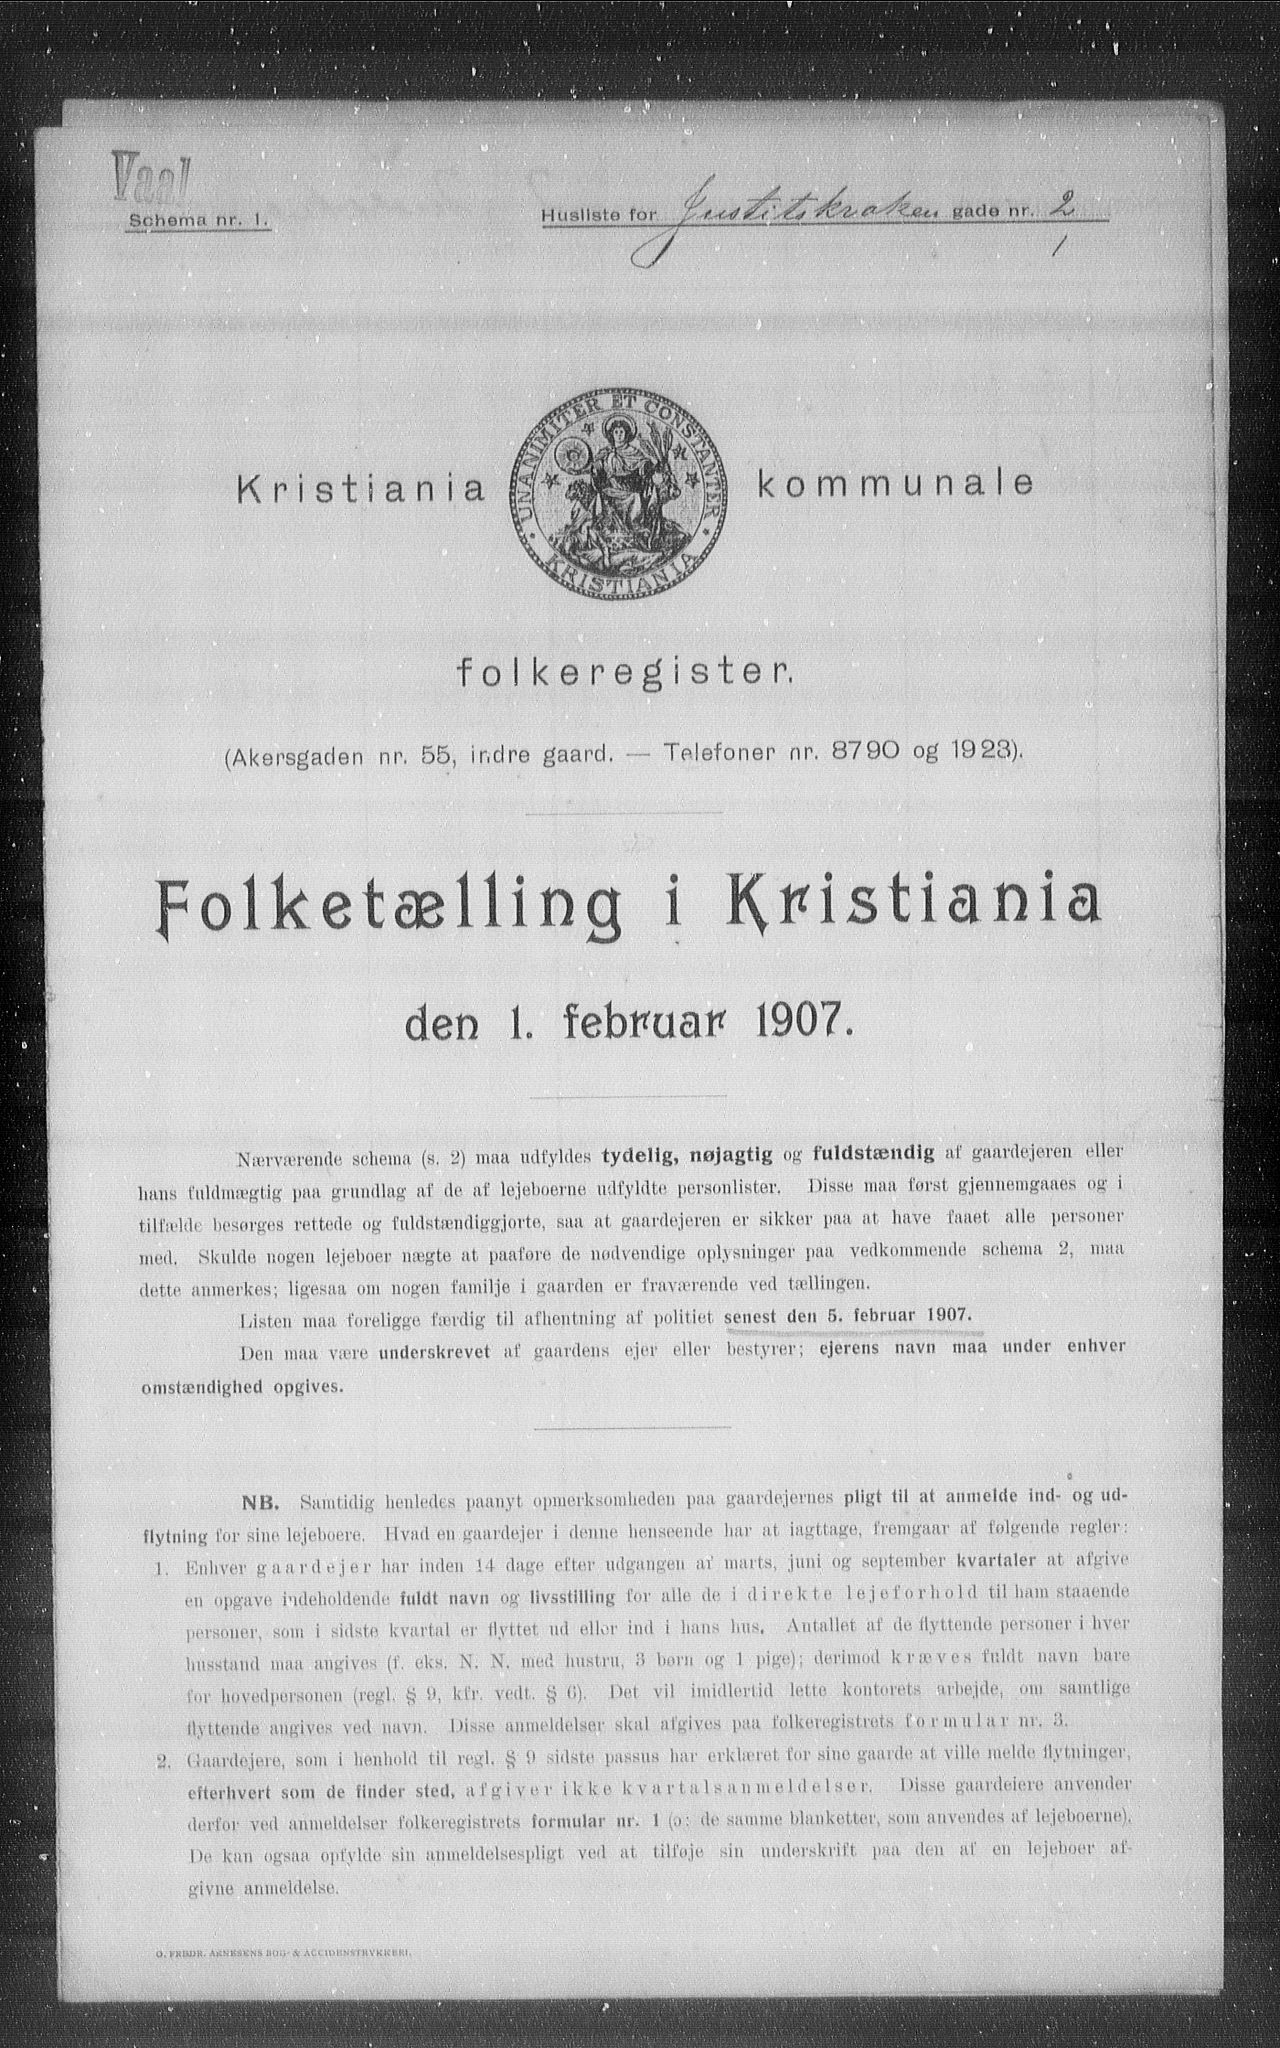 Vaal
Schema nr. 1.
Husliste for Justitskroken gade nr. 2
1
UNANIMITER ET CONSTANTER
KRISTIANIA
Kristiania kommunale
folkeregister.
(Akersgaden nr. 55, indre gaard. — Telefoner nr. 8790 og 1923).
Folketælling i Kristiania
den 1. februar 1907.
Nærværende schema (s. 2) maa udfyldes tydelig, nøjagtig og fuldstændig af gaardejeren eller
hans fuldmægtig paa grundlag af de af lejeboerne udfyldte personlister. Disse maa først gjennemgaaes og i
tilfælde besørges rettede og fuldstændiggjorte, saa at gaardejeren er sikker paa at have faaet alle personer
med. Skulde nogen lejeboer nægte at paaføre de nødvendige oplysninger paa vedkommende schema 2, maa
dette anmerkes; ligesaa om nogen familje i gaarden er fraværende ved tællingen.
Listen maa foreligge færdig til afhentning af politiet senest den 5. februar 1907.
Den maa være underskrevet af gaardens ejer eller bestyrer; ejerens navn maa under enhver
omstændighed opgives.
NB. Samtidig henledes paanyt opmerksomheden paa gaardejernes pligt til at anmelde ind- og ud-
flytning for sine lejeboere. Hvad en gaardejer i denne henseende har at iagttage, fremgaar af følgende regler:
1. Enhver gaardejer har inden 14 dage efter udgangen af marts, juni og september kvartaler at afgive
en opgave indeholdende fuldt navn og livsstilling for alle de i direkte lejeforhold til ham staaende
personer, som i sidste kvartal er flyttet ud eller ind i hans hus. Antallet af de flyttende personer i hver
husstand maa angives (f. eks. N. N. med hustru, 3 børn og 1 pige); derimod kræves fuldt navn bare
for hovedpersonen (regl. § 9, kfr. vedt. § 6). Det vil imidlertid lette kontorets arbejde, om samtlige
flyttende angives ved navn. Disse anmeldelser skal afgives paa folkeregistrets formular nr. 3.
2. Gaardejere, som i henhold til regl. § 9 sidste passus har erklæret for sine gaarde at ville melde flytninger,
efterhvert som de finder sted, afgiver ikke kvartalsanmeldelser. Disse gaardeiere anvender
derfor ved anmeldelser folkeregistrets formular nr. 1 (o: de samme blanketter, som anvendes af lejeboerne).
De kan ogsaa opfylde sin anmeldelsespligt ved at tilføje sin underskrift paa den af en lejeboer af-
givne anmeldelse.
O. FREDR. ARNESENS BOG- & ACCIDENSTRYKKERI.